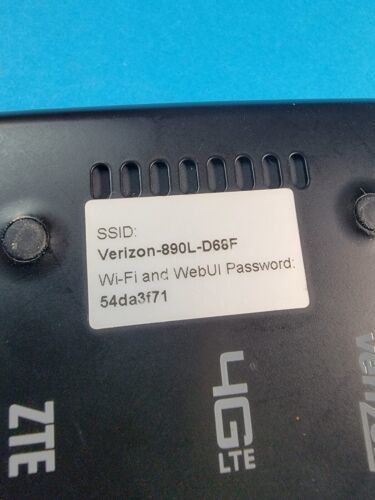 SSID:
Verizon-890L-D66F
Wi-Fi and WebUI Password:
54da3f71
ZTE
4G
LTE